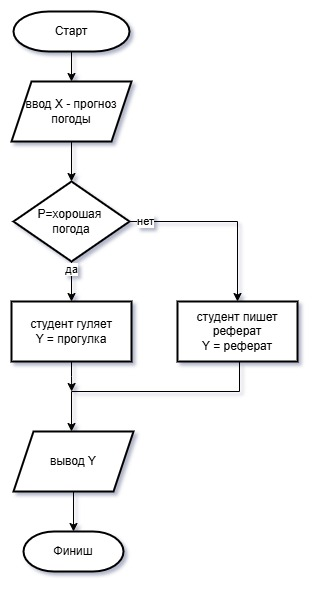 Старт
ввод X - прогноз
погоды
P=хорошая
погода
нет
да
студент гуляет
Y = прогулка
студент пишет
реферат
Y = реферат
вывод Y
Финиш